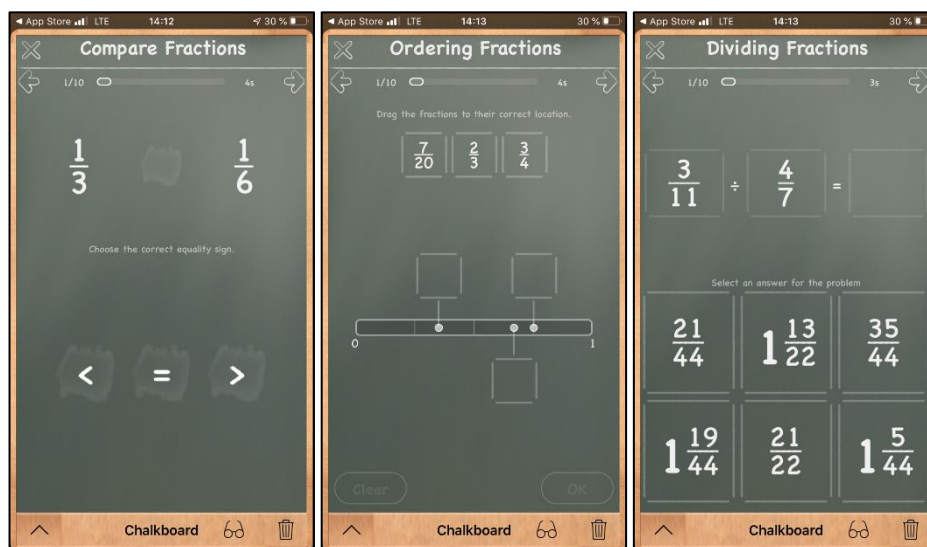 App Store LTE 14:12 30 %
Compare Fractions
1/10 4s
1/3 1/6
Choose the correct equality sign.
< = >
Chalkboard
App Store LTE 14:13 30 %
Ordering Fractions
1/10 4s
Drag the fractions to their correct location.
7/20 2/3 3/4
0 1
Clear OK
Chalkboard
App Store LTE 14:13 30 %
Dividing Fractions
1/10 3s
3/11 ÷ 4/7 =
Select an answer for the problem
21/44 1 13/22 35/44
1 19/44 21/22 1 5/44
Chalkboard